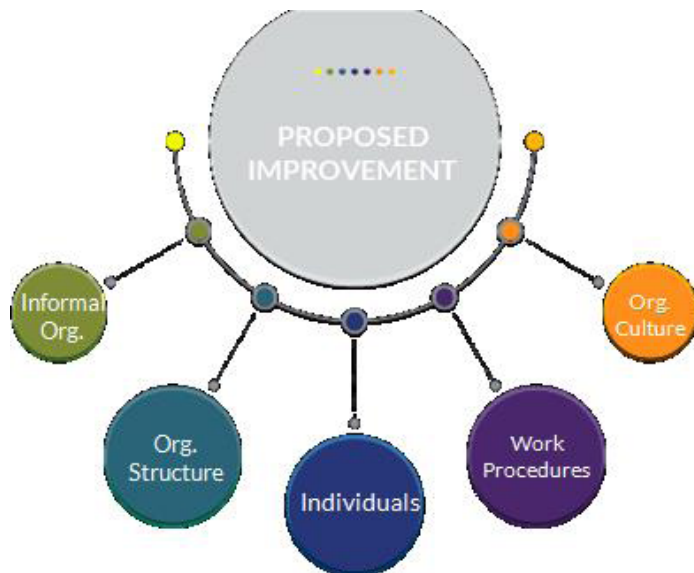 PROPOSED
IMPROVEMENT
Informal
Org.
Org.
Structure
Individuals
Work
Procedures
Org.
Culture